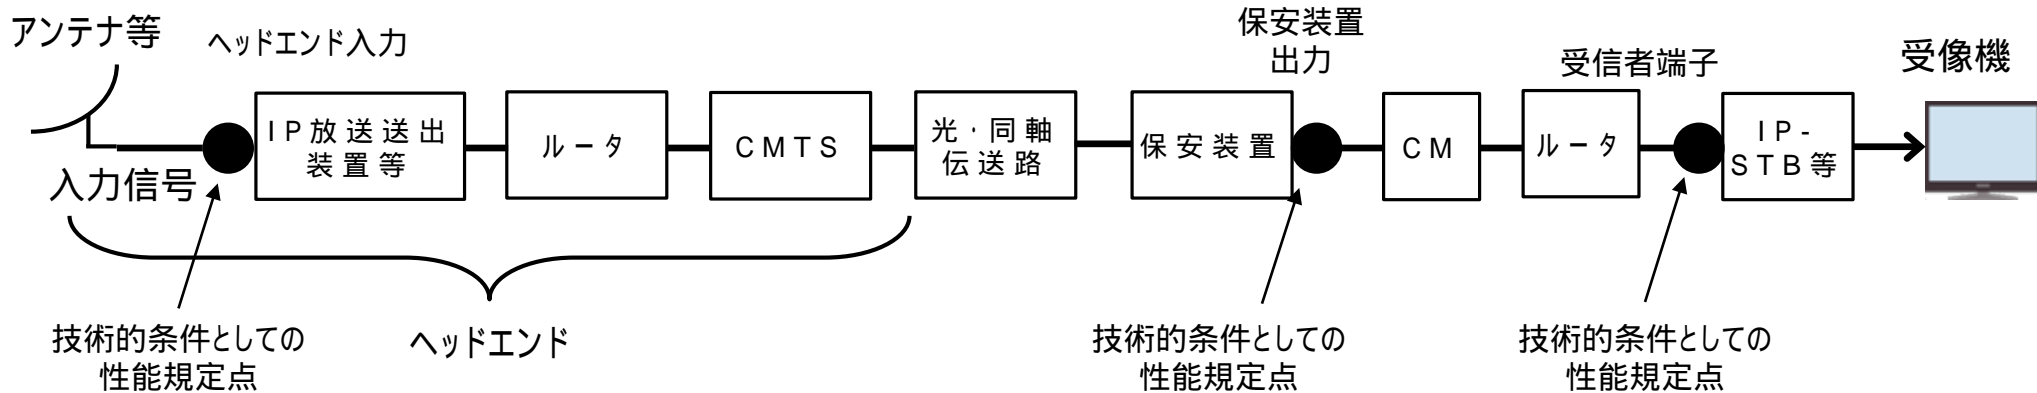 アンテナ等
ヘッドエンド入力
保安装置
出力
受信者端子
受像機
IP放送送出
装置等
ルータ
CMTS
光・同軸
伝送路
保安装置
CM
ルータ
IP-
STB等
入力信号
技術的条件としての
性能規定点
ヘッドエンド
技術的条件としての
性能規定点
技術的条件としての
性能規定点